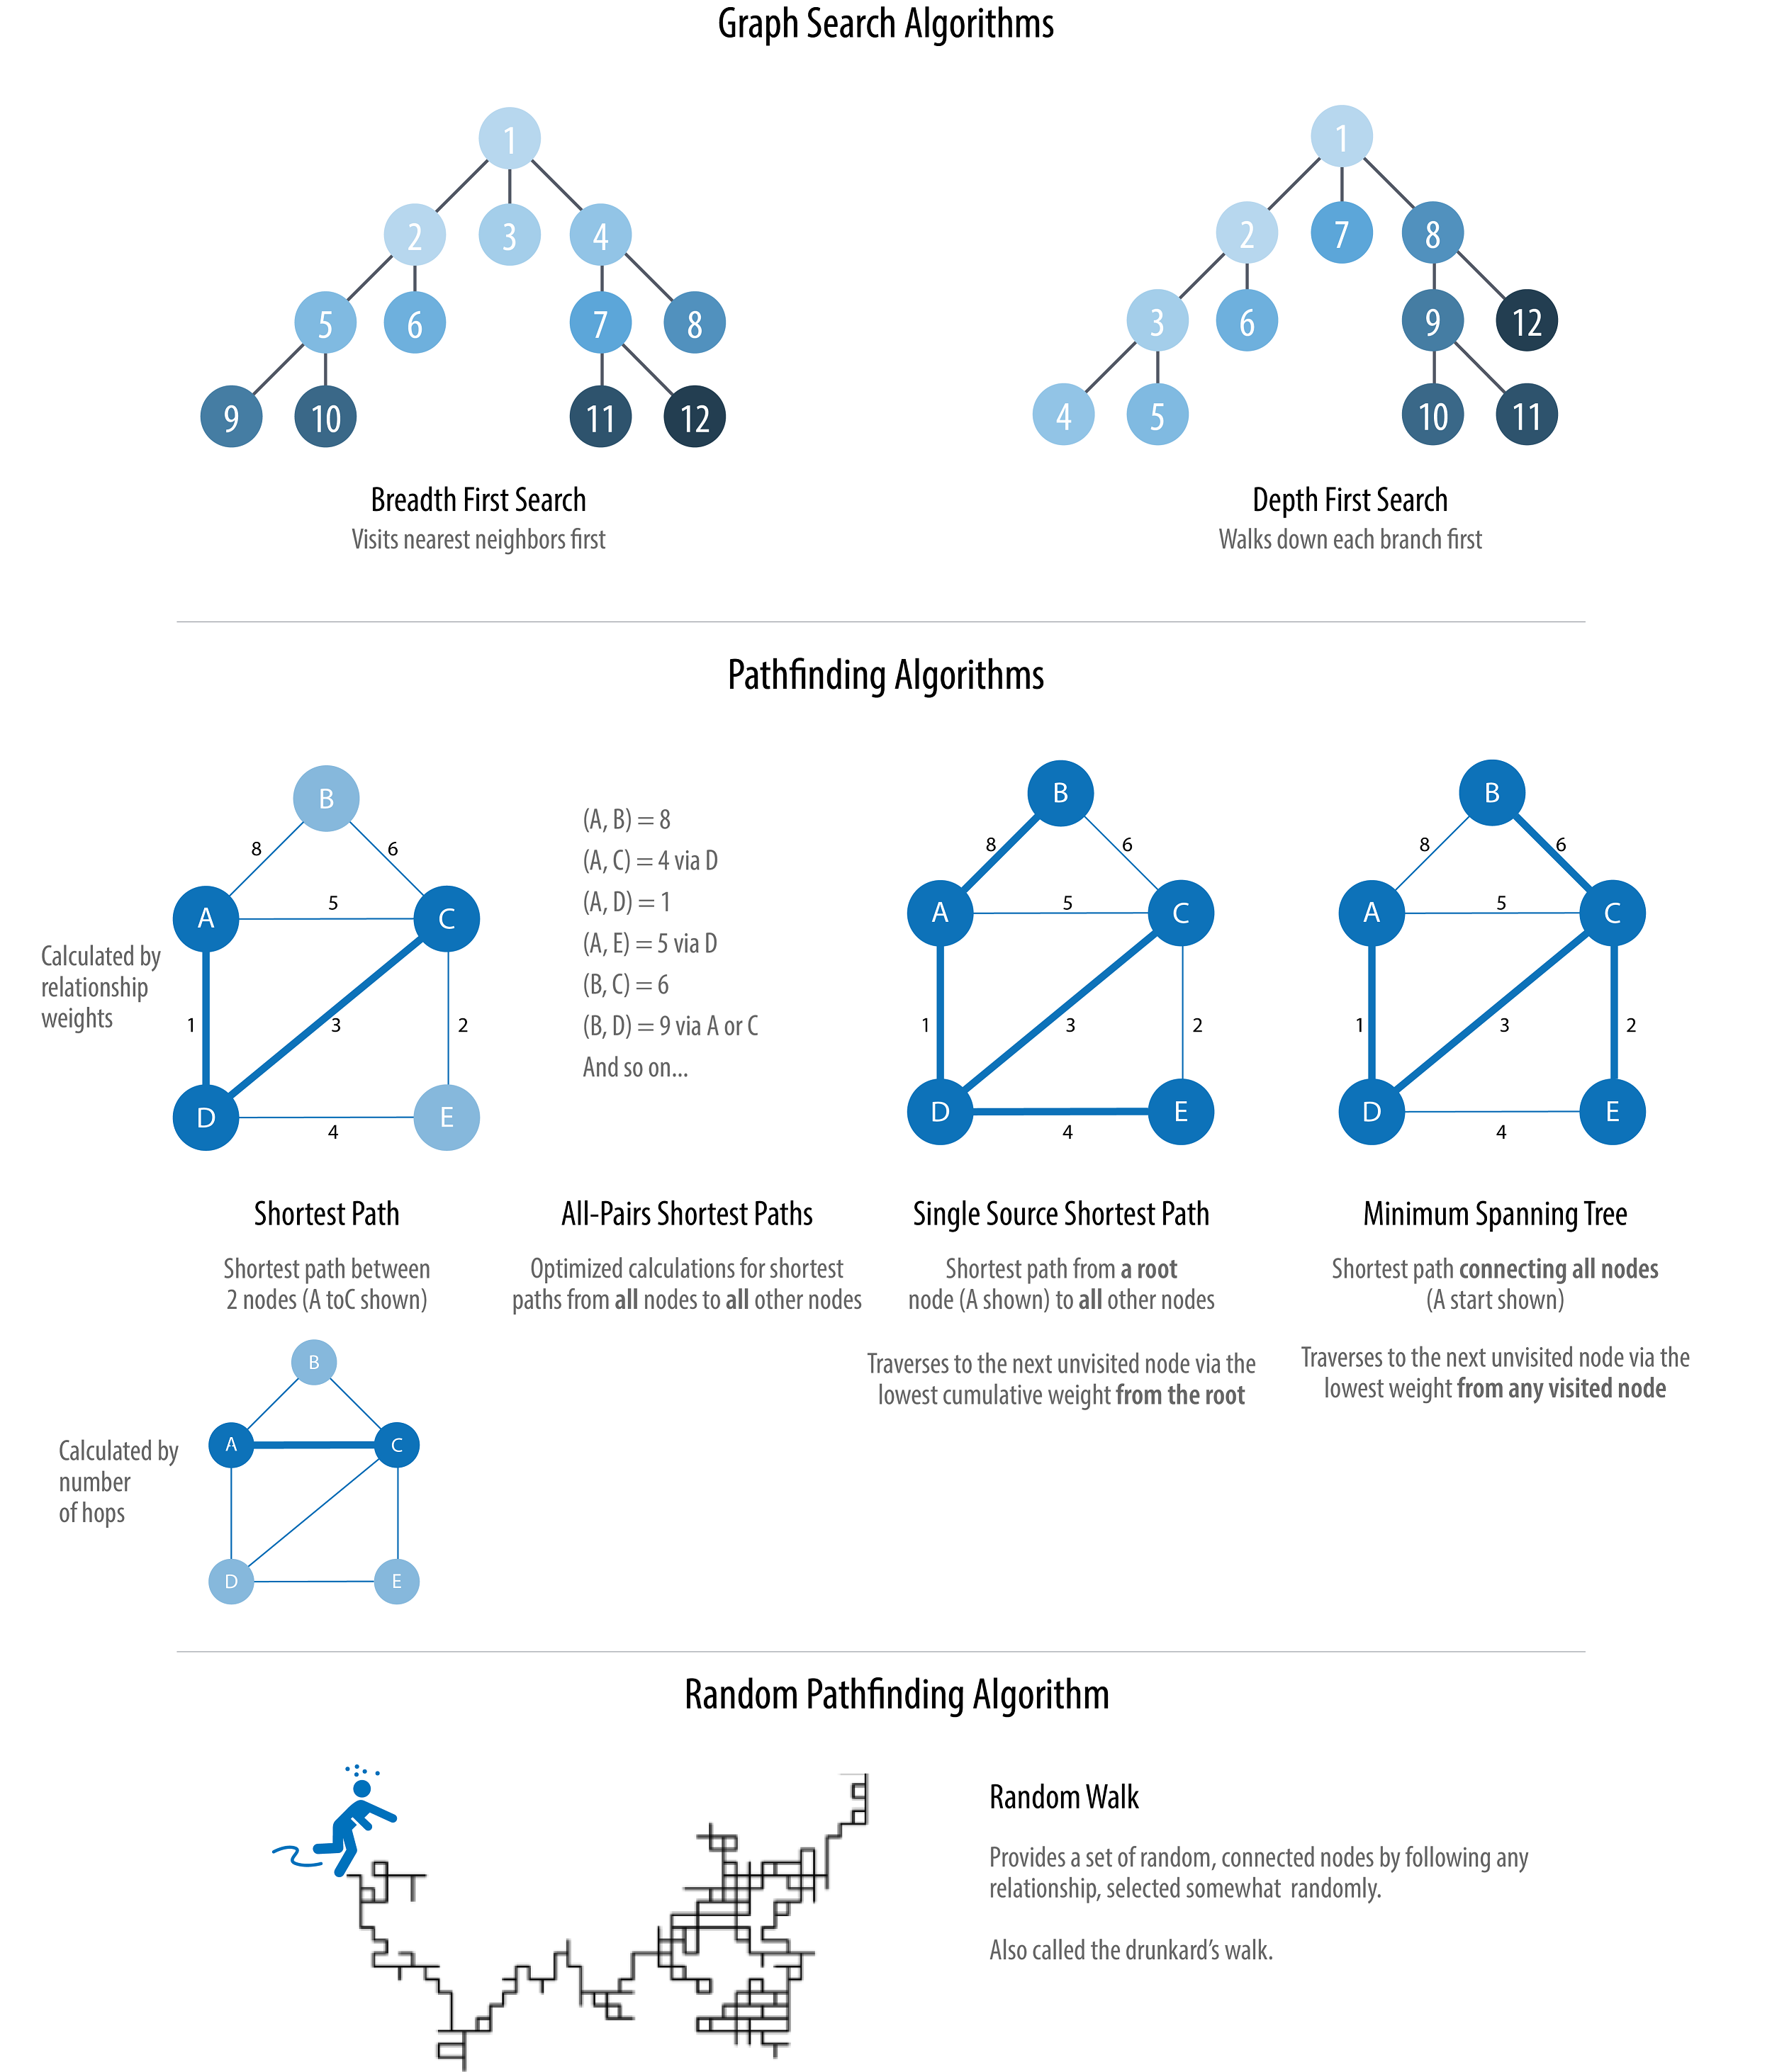 Graph Search Algorithms
1
2 3 4
5 6 7 8
9 10 11 12
Breadth First Search
Visits nearest neighbors first
1
2 7 8
3 6 9 12
4 5 10 11
Depth First Search
Walks down each branch first
Pathfinding Algorithms
Calculated by
relationship
weights
B
8 6
A 5 C
1 3 2
D 4 E
Shortest Path
Shortest path between
2 nodes (A toC shown)
(A, B) = 8
(A, C) = 4 via D
(A, D) = 1
(A, E) = 5 via D
(B, C) = 6
(B, D) = 9 via A or C
And so on...
All-Pairs Shortest Paths
Optimized calculations for shortest
paths from all nodes to all other nodes
B
8 6
A 5 C
1 3 2
D 4 E
Single Source Shortest Path
Shortest path from a root
node (A shown) to all other nodes
Traverses to the next unvisited node via the
lowest cumulative weight from the root
B
8 6
A 5 C
1 3 2
D 4 E
Minimum Spanning Tree
Shortest path connecting all nodes
(A start shown)
Traverses to the next unvisited node via the
lowest weight from any visited node
Calculated by
number
of hops
B
A C
D E
Random Pathfinding Algorithm
Random Walk
Provides a set of random, connected nodes by following any
relationship, selected somewhat randomly.
Also called the drunkard’s walk.